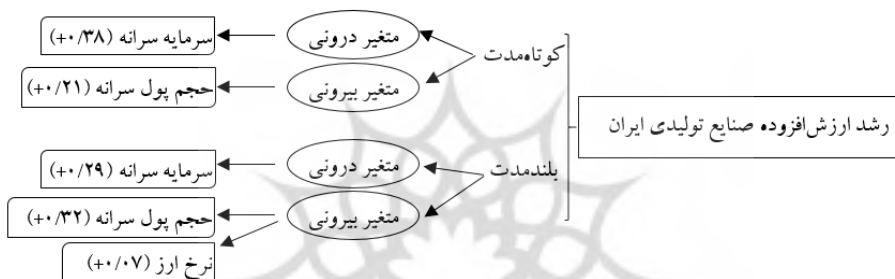 رشد ارزش‌افزوده صنایع تولیدی ایران
کوتاه‌مدت
متغیر درونی
سرمایه سرانه (+۰/۳۸)
متغیر بیرونی
حجم پول سرانه (+۰/۲۱)
بلندمدت
متغیر درونی
سرمایه سرانه (+۰/۲۹)
متغیر بیرونی
حجم پول سرانه (+۰/۳۲)
نرخ ارز (+۰/۰۷)